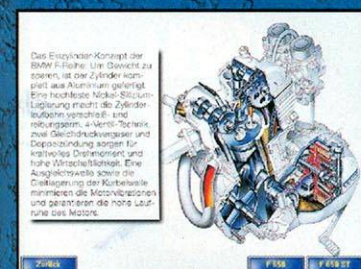 Das Einzylinder-Konzept der
BMW F-Reihe. Um Gewicht zu
sparen, ist der Zylinder kom-
plett aus Aluminium gefertigt.
Eine hochfeste Nickel-Silizium-
Legierung macht die Zylinder-
laufbahn verschleiß- und
reibungsarm. 4-Ventil-Technik,
zwei Gleichdruckvergaser und
Doppelzündung sorgen für
kraftvolles Drehmoment und
hohe Wirtschaftlichkeit. Eine
Ausgleichswelle sowie die
Gleitlagerung der Kurbelwelle
minimieren die Motorvibrationen
und garantieren die hohe Lauf-
ruhe des Motors.
Zurück
F 650
F 650 ST